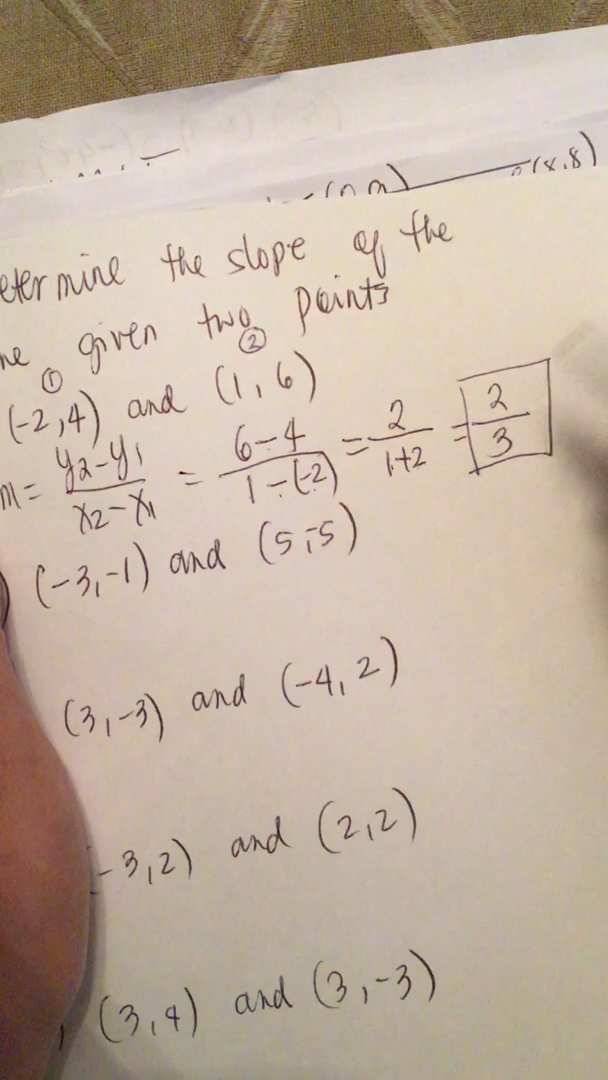 (8,8)
etermine the slope of the
ne given two points
① ②
(-2,4) and (1,6)
m = y2-y1 / x2-x1 = 6-4 / 1-(-2) = 2 / 1+2 = 2 / 3
(-3,-1) and (5,-5)
(3,-3) and (-4,2)
-3,2) and (2,2)
(3,4) and (3,-3)